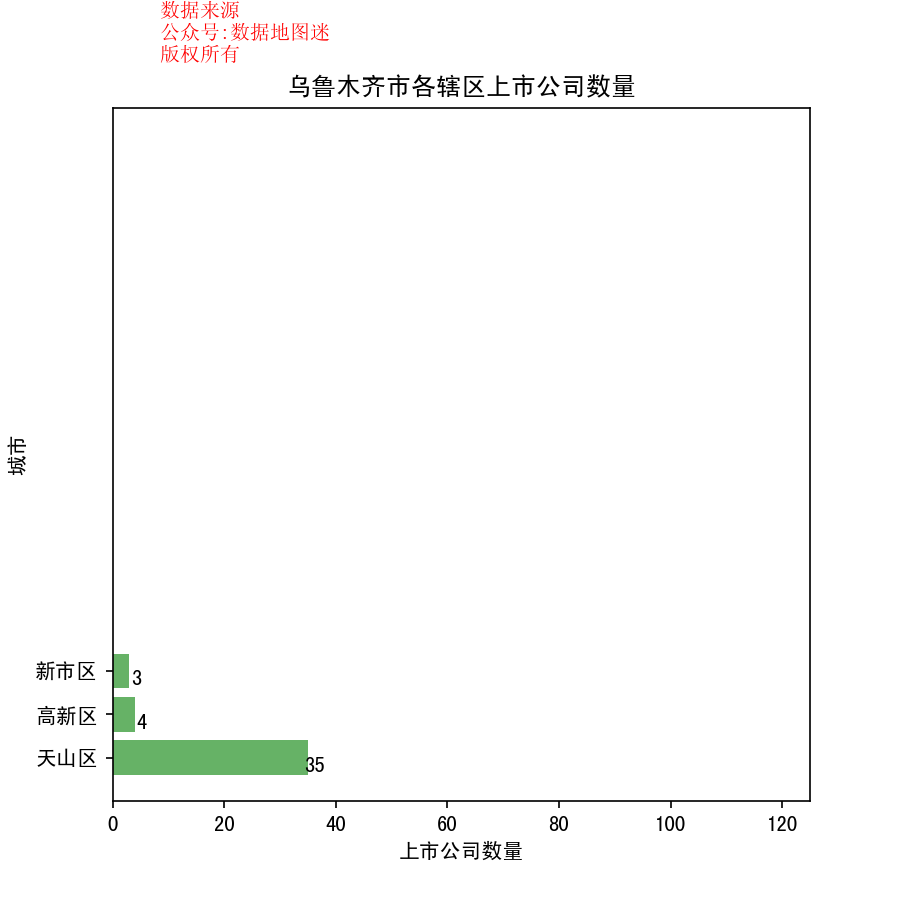 数据来源
公众号:数据地图迷
版权所有
乌鲁木齐市各辖区上市公司数量
城市
新市区
3
高新区
4
天山区
35
0 20 40 60 80 100 120
上市公司数量